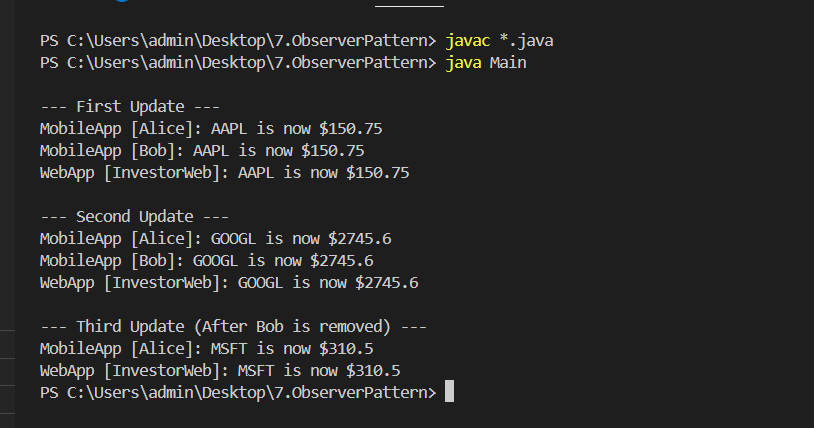 PS C:\Users\admin\Desktop\7.ObserverPattern> javac *.java
PS C:\Users\admin\Desktop\7.ObserverPattern> java Main
--- First Update ---
MobileApp [Alice]: AAPL is now $150.75
MobileApp [Bob]: AAPL is now $150.75
WebApp [InvestorWeb]: AAPL is now $150.75
--- Second Update ---
MobileApp [Alice]: GOOGL is now $2745.6
MobileApp [Bob]: GOOGL is now $2745.6
WebApp [InvestorWeb]: GOOGL is now $2745.6
--- Third Update (After Bob is removed) ---
MobileApp [Alice]: MSFT is now $310.5
WebApp [InvestorWeb]: MSFT is now $310.5
PS C:\Users\admin\Desktop\7.ObserverPattern>